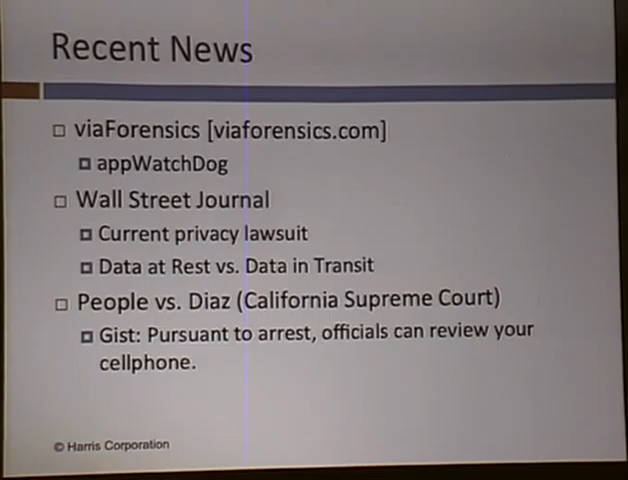 Recent News
viaForensics [viaforensics.com]
appWatchDog
Wall Street Journal
Current privacy lawsuit
Data at Rest vs. Data in Transit
People vs. Diaz (California Supreme Court)
Gist: Pursuant to arrest, officials can review your
cellphone.
© Harris Corporation